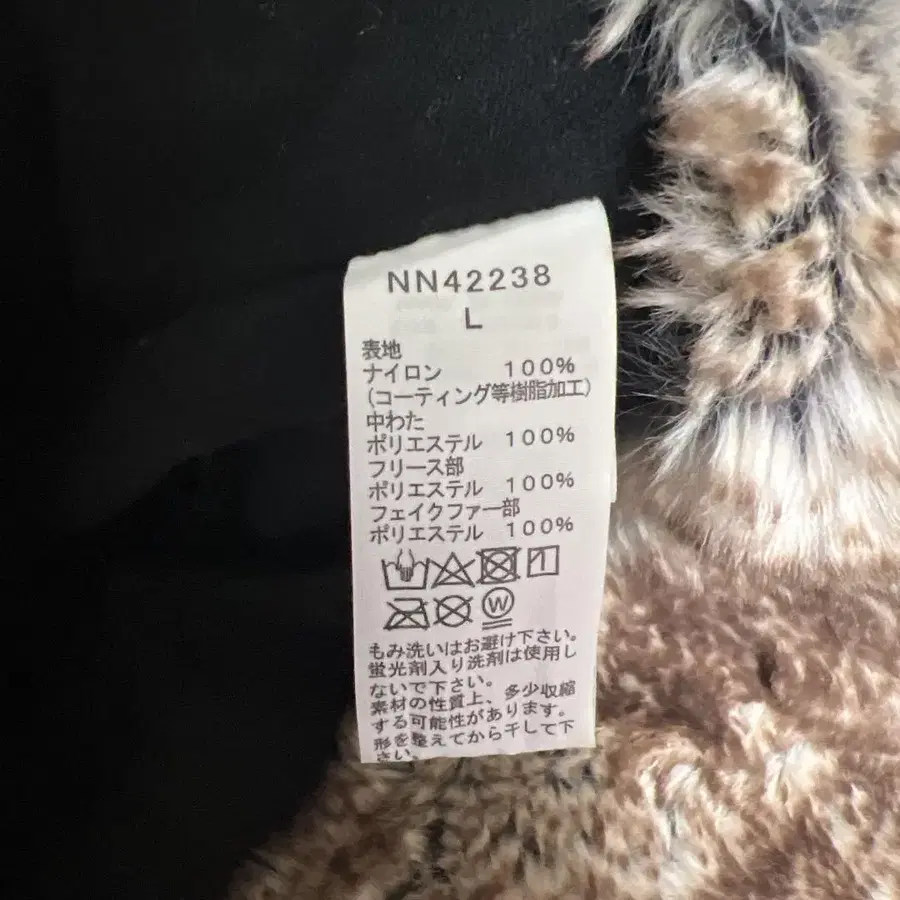 NN42238
L
表地
ナイロン 100%
(コーティング等樹脂加工)
中わた
ポリエステル 100%
フリース部
ポリエステル 100%
フェイクファー部
ポリエステル 100%
W
もみ洗いはお避け下さい。
蛍光剤入り洗剤は使用し
ないで下さい。
素材の性質上、多少収縮
する可能性があります。
形を整えてから干して下
さい。